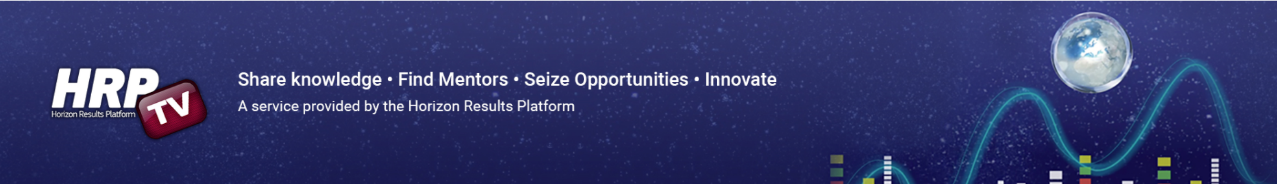 HRP
TV
Horizon Results Platform
Share knowledge • Find Mentors • Seize Opportunities • Innovate
A service provided by the Horizon Results Platform